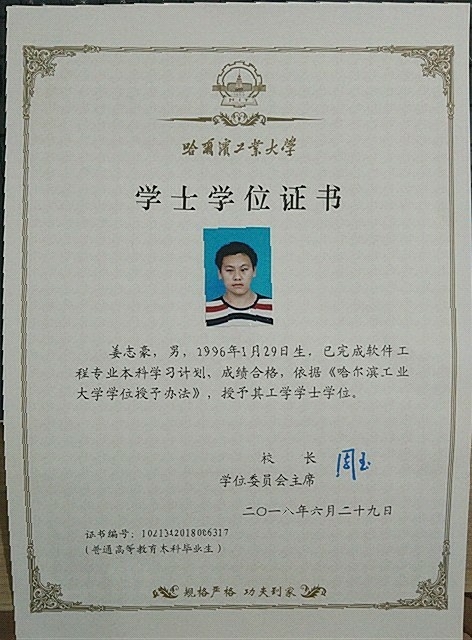 哈尔滨工业大学
学士学位证书
姜志豪，男，1996年1月29日生，已完成软件工
程专业本科学习计划、成绩合格，依据《哈尔滨工业
大学学位授予办法》，授予其工学学士学位。
校长 周玉
学位委员会主席
二〇一八年六月二十九日
证书编号：1021342018006317
(普通高等教育本科毕业生)
规格严格 功夫到家